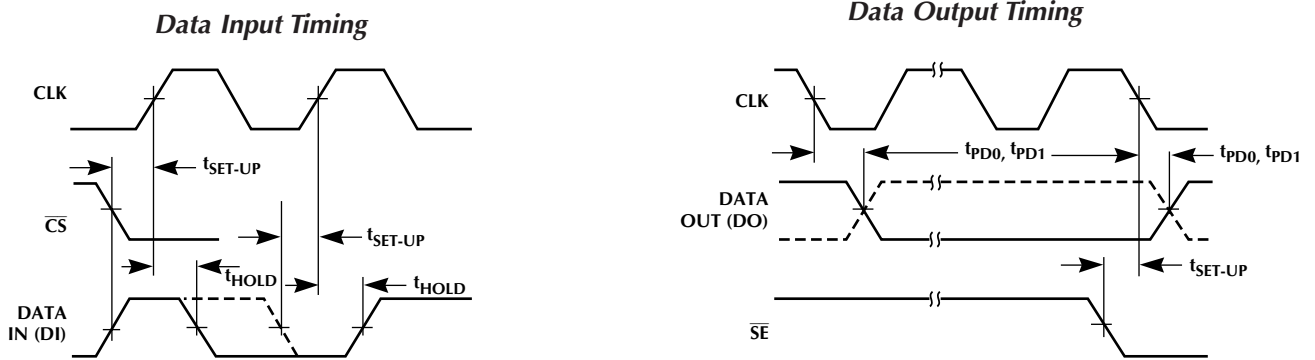 Data Input Timing
CLK
tSET-UP
CS
tSET-UP
tHOLD
tHOLD
DATA
IN (DI)
Data Output Timing
CLK
tPD0, tPD1
tPD0, tPD1
DATA
OUT (DO)
tSET-UP
SE